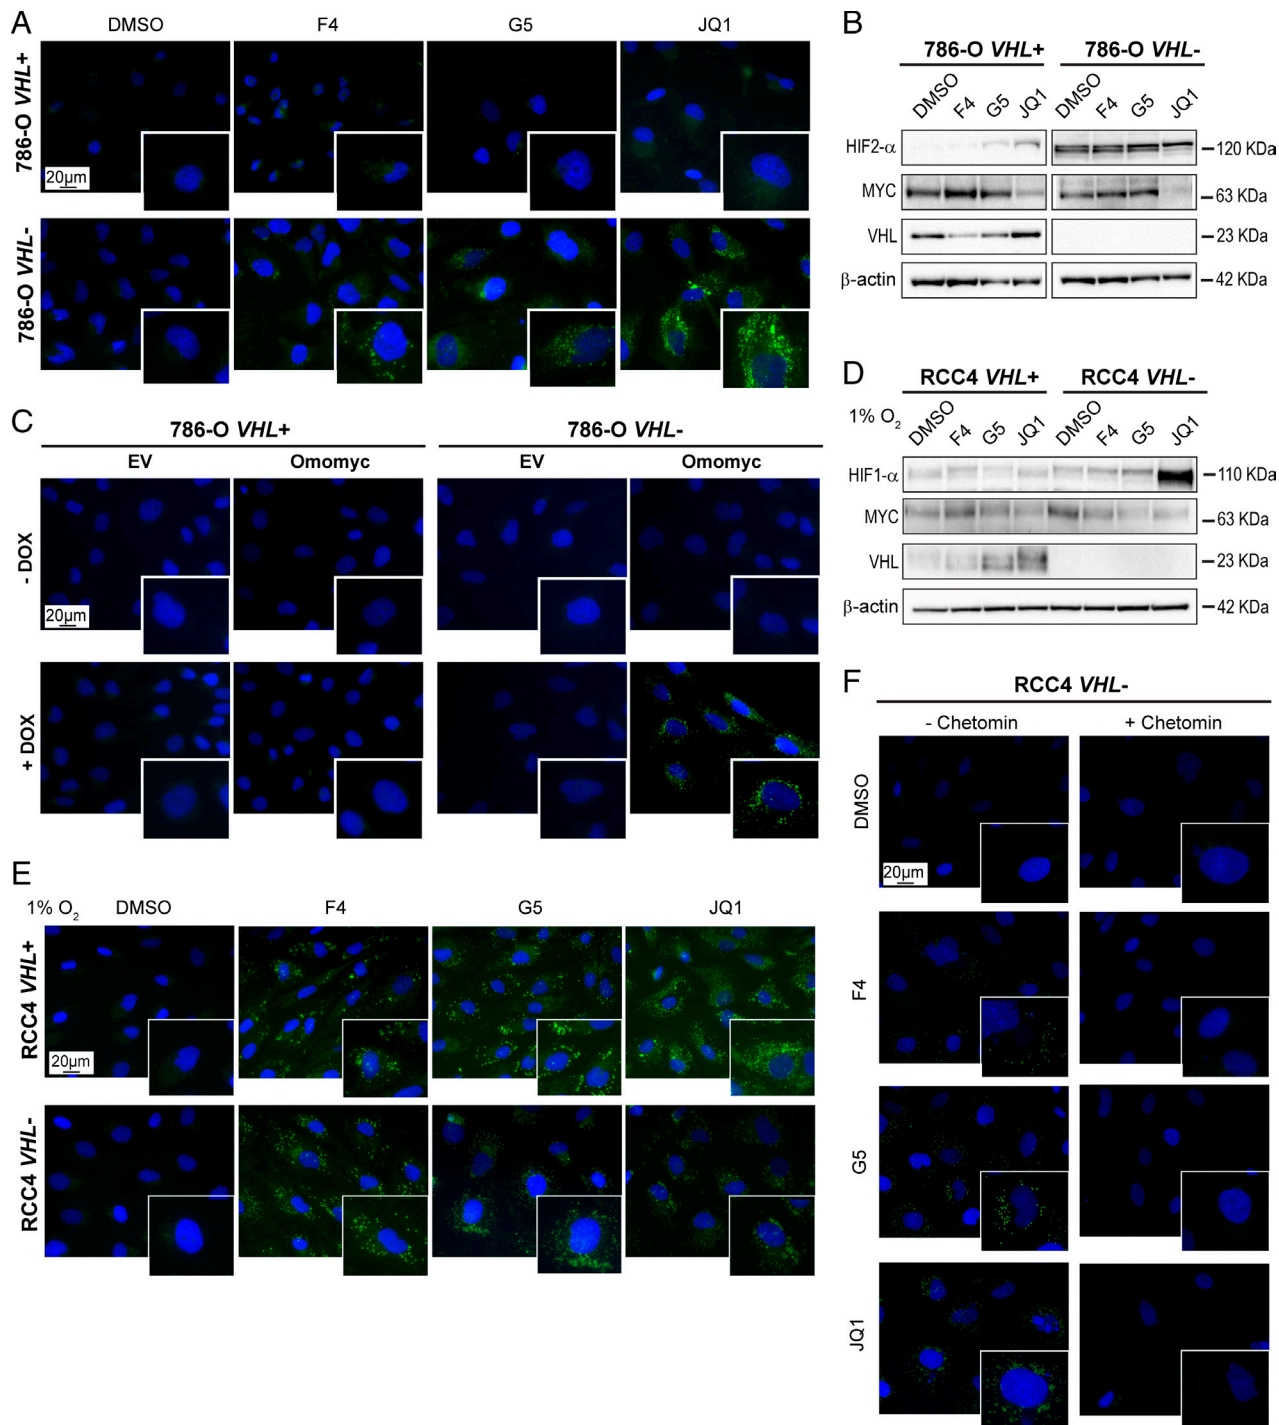 A
DMSO F4 G5 JQ1
786-O VHL+
20µm
786-O VHL-
B
786-O VHL+ 786-O VHL-
DMSO F4 G5 JQ1 DMSO F4 G5 JQ1
HIF2-α 120 KDa
MYC 63 KDa
VHL 23 KDa
β-actin 42 KDa
C
786-O VHL+ 786-O VHL-
EV Omomyc EV Omomyc
- DOX
20µm
+ DOX
D
RCC4 VHL+ RCC4 VHL-
1% O2 DMSO F4 G5 JQ1 DMSO F4 G5 JQ1
HIF1-α 110 KDa
MYC 63 KDa
VHL 23 KDa
β-actin 42 KDa
E
1% O2 DMSO F4 G5 JQ1
RCC4 VHL+
20µm
RCC4 VHL-
F
RCC4 VHL-
- Chetomin + Chetomin
DMSO
20µm
F4
G5
JQ1